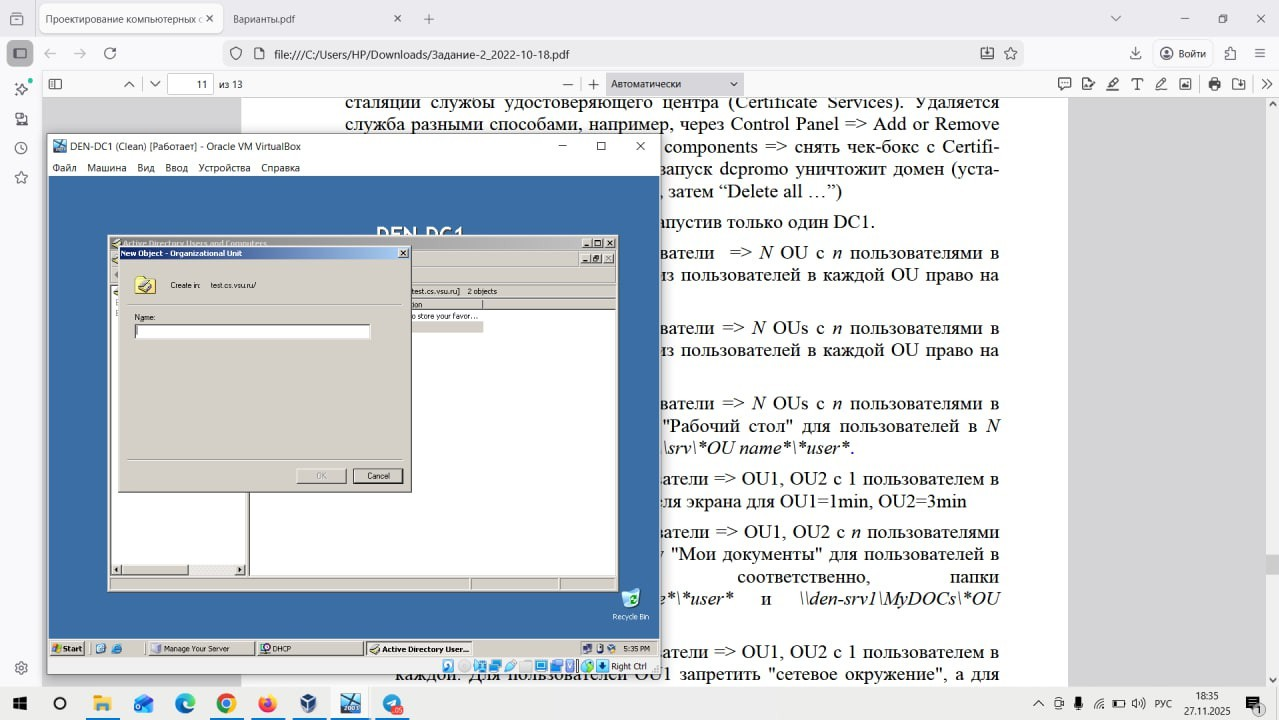 Проектирование компьютерных с
Варианты.pdf
file:///C:/Users/HP/Downloads/Задание-2_2022-10-18.pdf
Войти
11 из 13
Автоматически
сталяции службы удостоверяющего центра (Certificate Services). Удаляется
служба разными способами, например, через Control Panel => Add or Remove
components => снять чек-бокс с Certifi-
запуск dcpromo уничтожит домен (уста-
, затем “Delete all …”)
апустив только один DC1.
ватели => N OU с n пользователями в
из пользователей в каждой OU право на
ватели => N OUs с n пользователями в
из пользователей в каждой OU право на
ватели => N OUs с n пользователями в
"Рабочий стол" для пользователей в N
\srv\*OU name*\*user*.
атели => OU1, OU2 с 1 пользователем в
еля экрана для OU1=1min, OU2=3min
ватели => OU1, OU2 с n пользователями
у "Мои документы" для пользователей в
соответственно, папки
e*\*user* и \\den-srv1\MyDOCs\*OU
ватели => OU1, OU2 с 1 пользователем в
каждой. Для пользователей OU1 запретить "сетевое окружение", а для
DEN-DC1 (Clean) [Работает] - Oracle VM VirtualBox
Файл Машина Вид Ввод Устройства Справка
DEN-DC1
Active Directory Users and Computers
New Object - Organizational Unit
Create in: test.cs.vsu.ru/
Name:
OK Cancel
test.cs.vsu.ru] 2 objects
tion
o store your favor...
Recycle Bin
Start Manage Your Server DHCP Active Directory User... 5:35 PM
Right Ctrl
РУС
18:35
27.11.2025